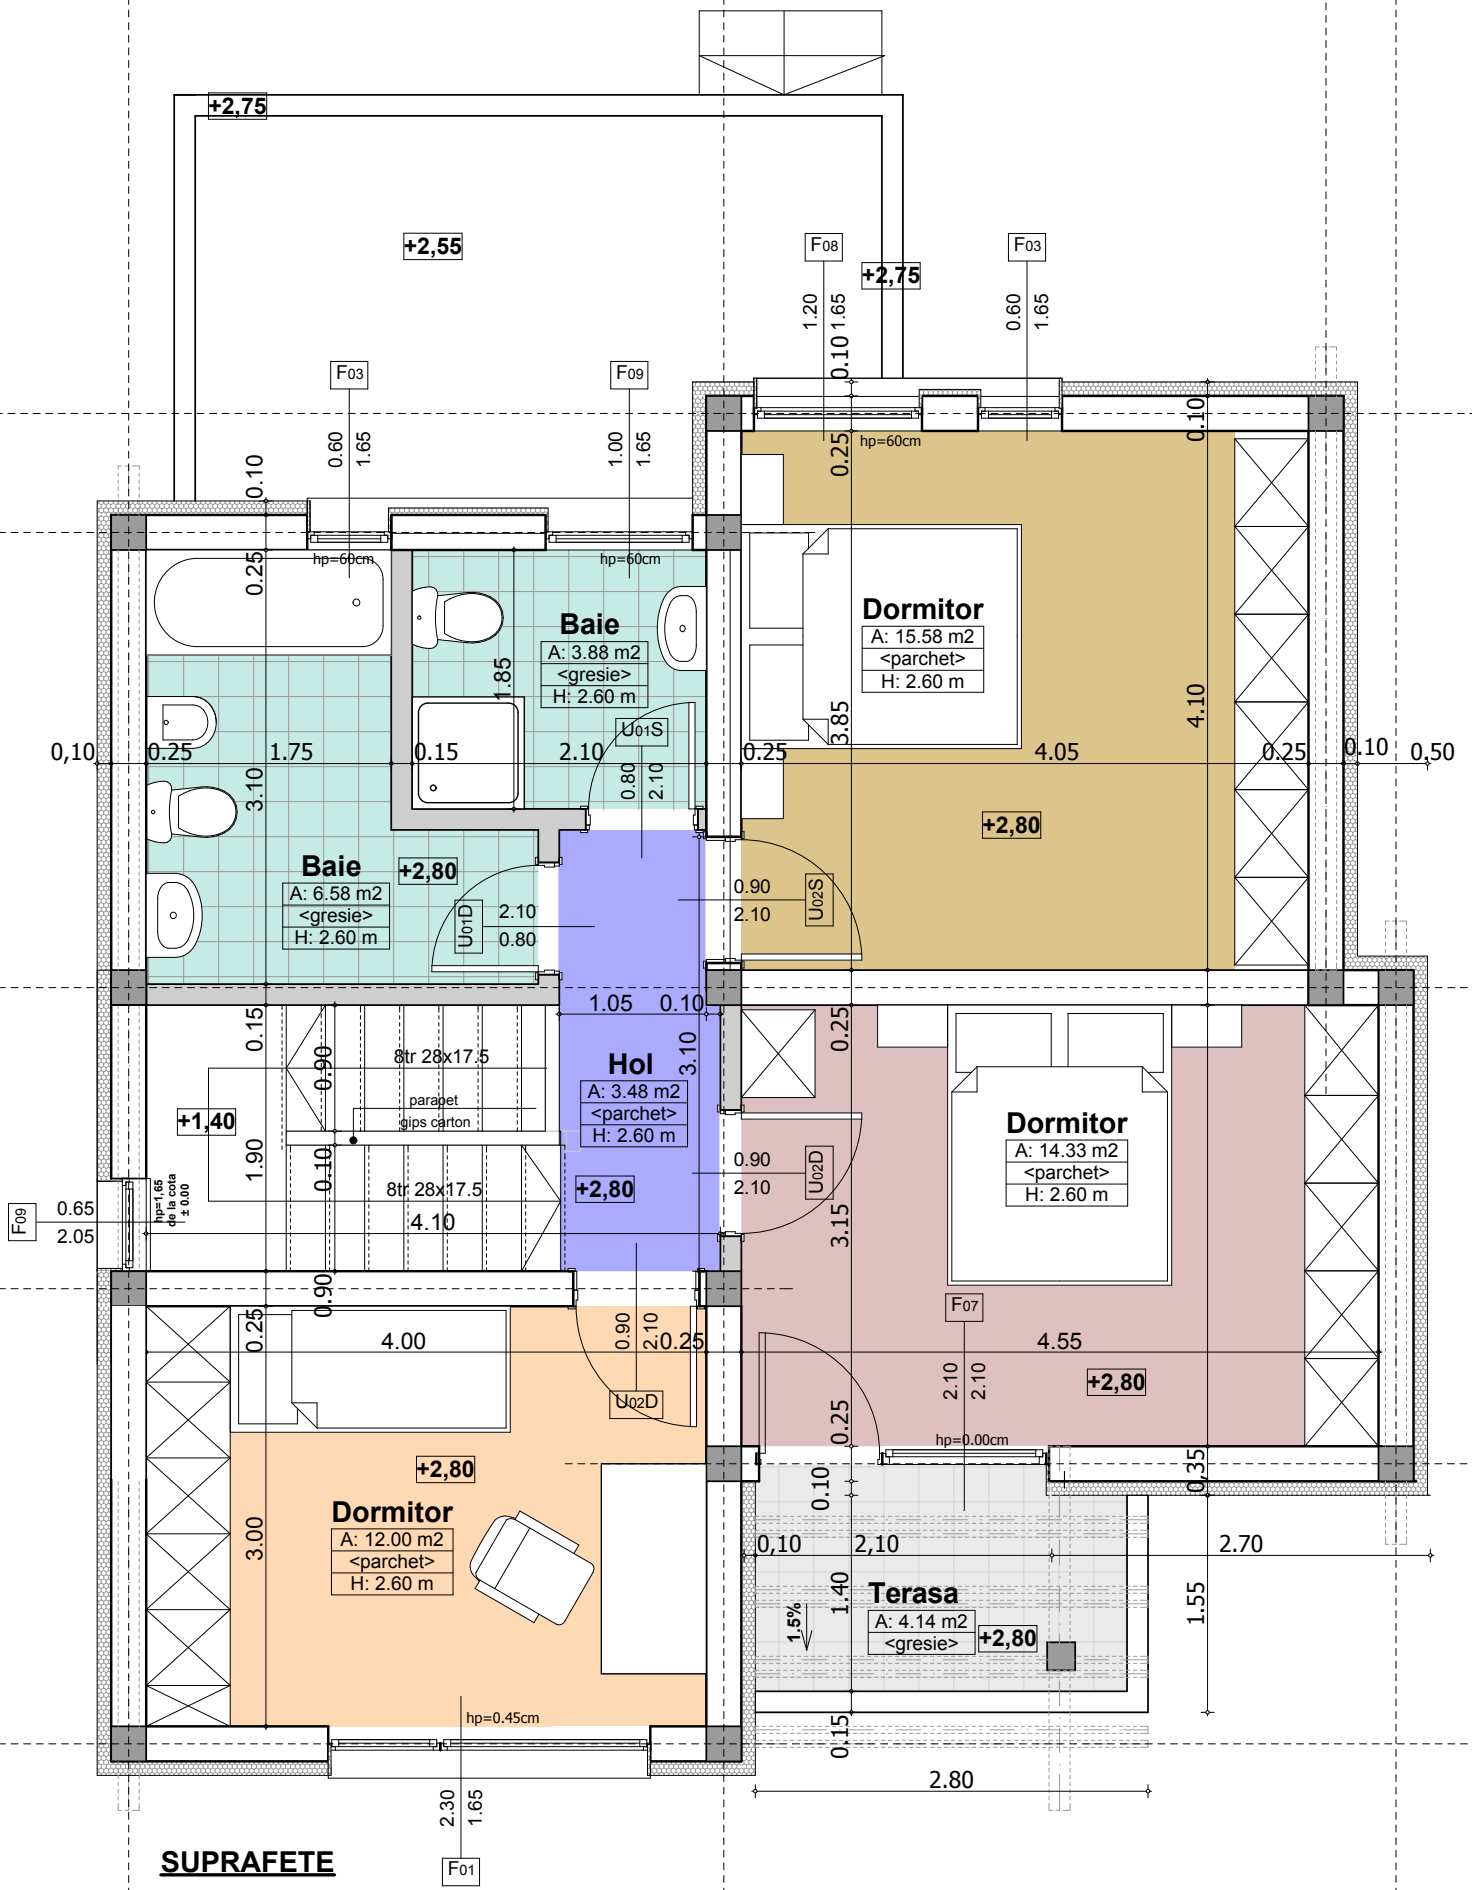 +2,75
+2,55
F08
F03
+2,75
1.20
1.65
0.60
1.65
0.10
F03
F09
0.60
1.65
1.00
1.65
0.10
0.10
0.25
hp=60cm
0.25
hp=60cm
hp=60cm
Baie
A: 3.88 m2
<gresie>
H: 2.60 m
Dormitor
A: 15.58 m2
<parchet>
H: 2.60 m
1.85
U01S
3.85
4.10
0,10
0.25
1.75
0.15
2.10
0.25
4.05
0.25
0.10
0,50
3.10
0.80
2.10
+2,80
Baie
+2,80
A: 6.58 m2
<gresie>
H: 2.60 m
U01D
2.10
0.80
0.90
2.10
U02S
1.05
0.10
0.15
0.90
8tr 28x17.5
Hol
3.10
A: 3.48 m2
<parchet>
H: 2.60 m
0.25
parapet
gips carton
+1,40
Dormitor
A: 14.33 m2
<parchet>
H: 2.60 m
1.90
0.10
0.90
2.10
U02D
8tr 28x17.5
+2,80
hp=1,65
de la cota
± 0.00
F09
0.65
2.05
4.10
3.15
0.90
0.25
4.00
0.90
2.10
0.25
F07
4.55
2.10
2.10
+2,80
U02D
0.25
hp=0.00cm
+2,80
0.10
0,35
Dormitor
A: 12.00 m2
<parchet>
H: 2.60 m
3.00
0,10
2,10
2.70
1.40
Terasa
A: 4.14 m2
<gresie>
+2,80
1.5%
1.55
hp=0.45cm
0.15
2.80
2.30
1.65
SUPRAFETE
F01